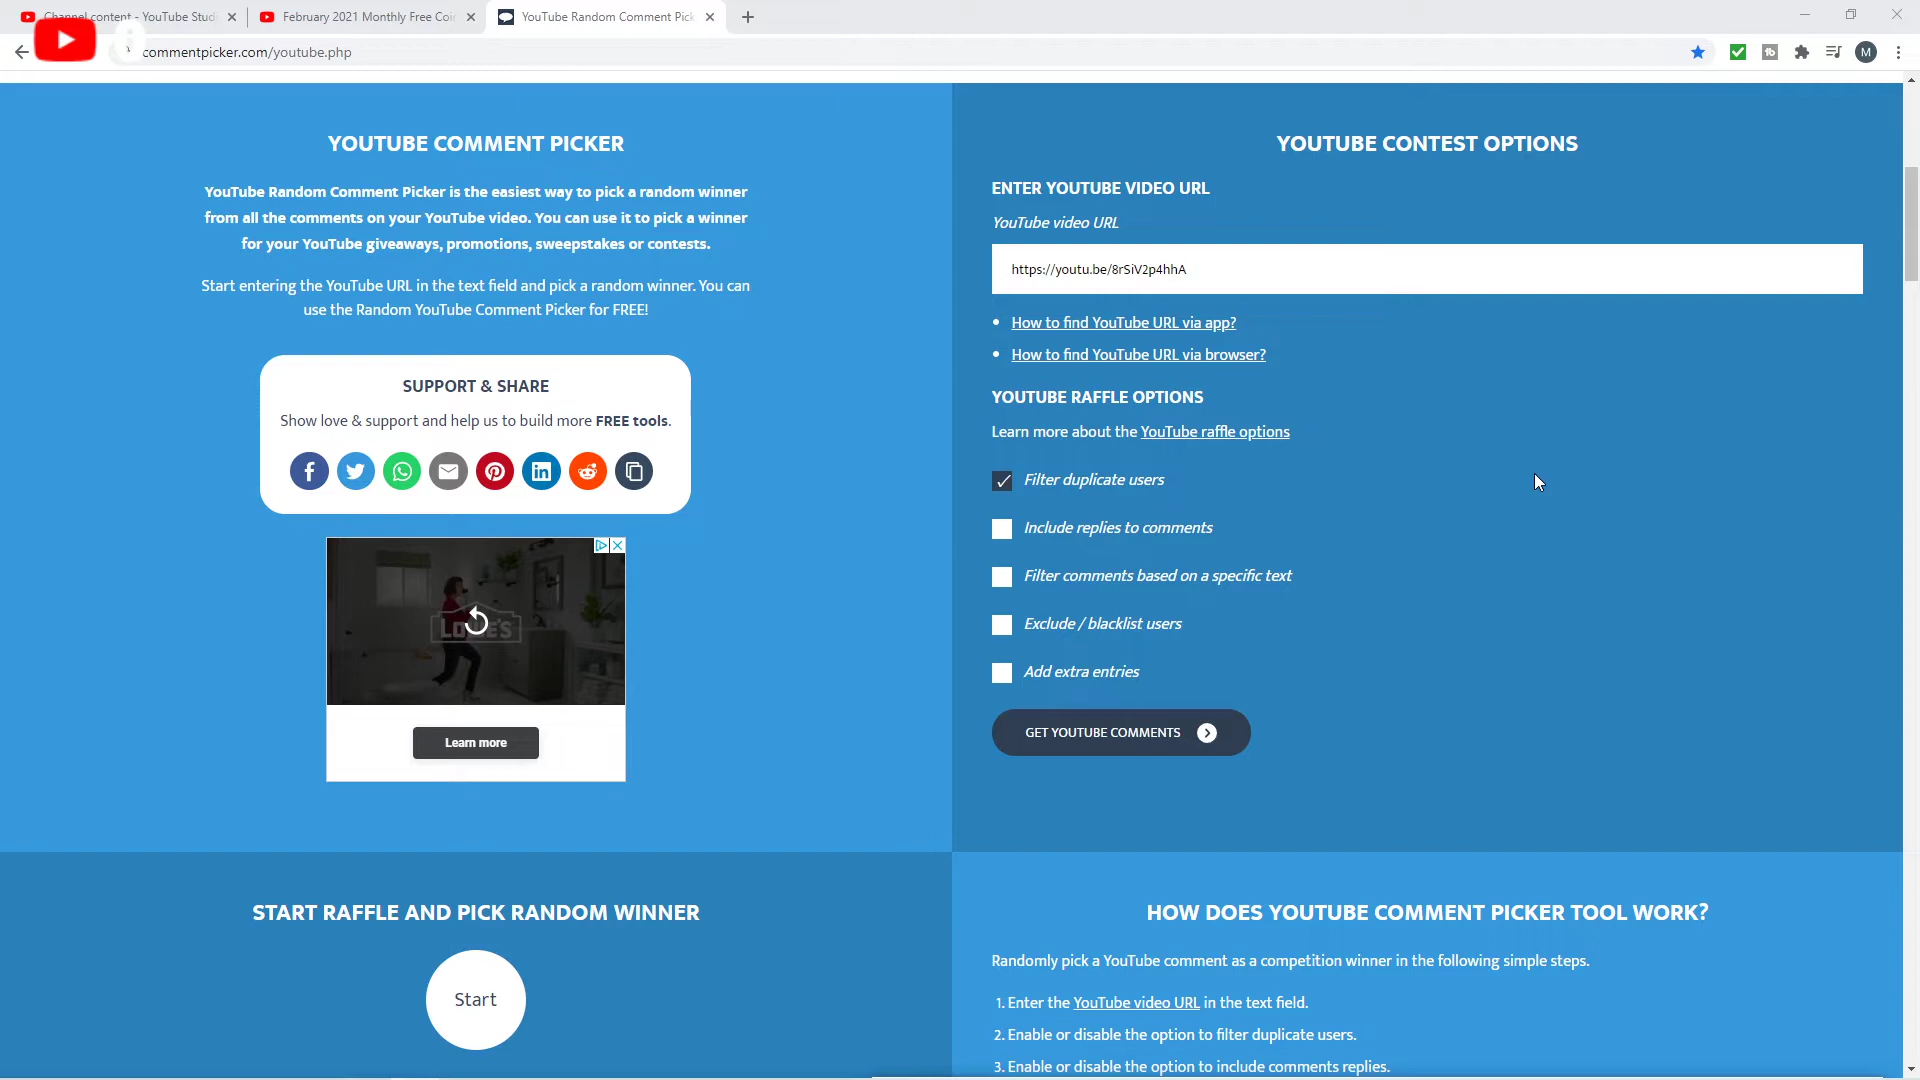 Channel content - YouTube Studi
February 2021 Monthly Free Coi
YouTube Random Comment Pick
commentpicker.com/youtube.php
M
YOUTUBE COMMENT PICKER
YouTube Random Comment Picker is the easiest way to pick a random winner
from all the comments on your YouTube video. You can use it to pick a winner
for your YouTube giveaways, promotions, sweepstakes or contests.
Start entering the YouTube URL in the text field and pick a random winner. You can
use the Random YouTube Comment Picker for FREE!
SUPPORT & SHARE
Show love & support and help us to build more FREE tools.
LOWE'S
Learn more
YOUTUBE CONTEST OPTIONS
ENTER YOUTUBE VIDEO URL
YouTube video URL
https://youtu.be/8rSiV2p4hhA
• How to find YouTube URL via app?
• How to find YouTube URL via browser?
YOUTUBE RAFFLE OPTIONS
Learn more about the YouTube raffle options
Filter duplicate users
Include replies to comments
Filter comments based on a specific text
Exclude / blacklist users
Add extra entries
GET YOUTUBE COMMENTS
START RAFFLE AND PICK RANDOM WINNER
Start
HOW DOES YOUTUBE COMMENT PICKER TOOL WORK?
Randomly pick a YouTube comment as a competition winner in the following simple steps.
1. Enter the YouTube video URL in the text field.
2. Enable or disable the option to filter duplicate users.
3. Enable or disable the option to include comments replies.